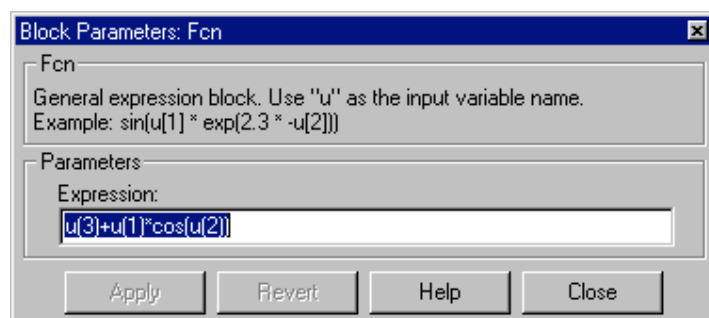 Block Parameters: Fcn
Fcn
General expression block. Use "u" as the input variable name.
Example: sin(u[1] * exp(2.3 * -u[2]))
Parameters
Expression:
u(3)+u(1)*cos(u(2))
Apply Revert Help Close